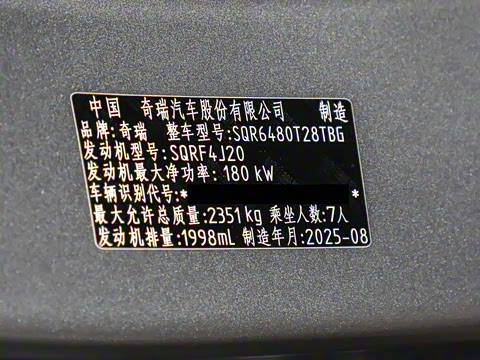 中国 奇瑞汽车股份有限公司 制造
品牌:奇瑞 整车型号:SQR6480T28TBG
发动机型号:SQRF4J20
发动机最大净功率: 180 kW
车辆识别代号:* *
最大允许总质量:2351kg 乘坐人数:7人
发动机排量:1998mL 制造年月:2025-08